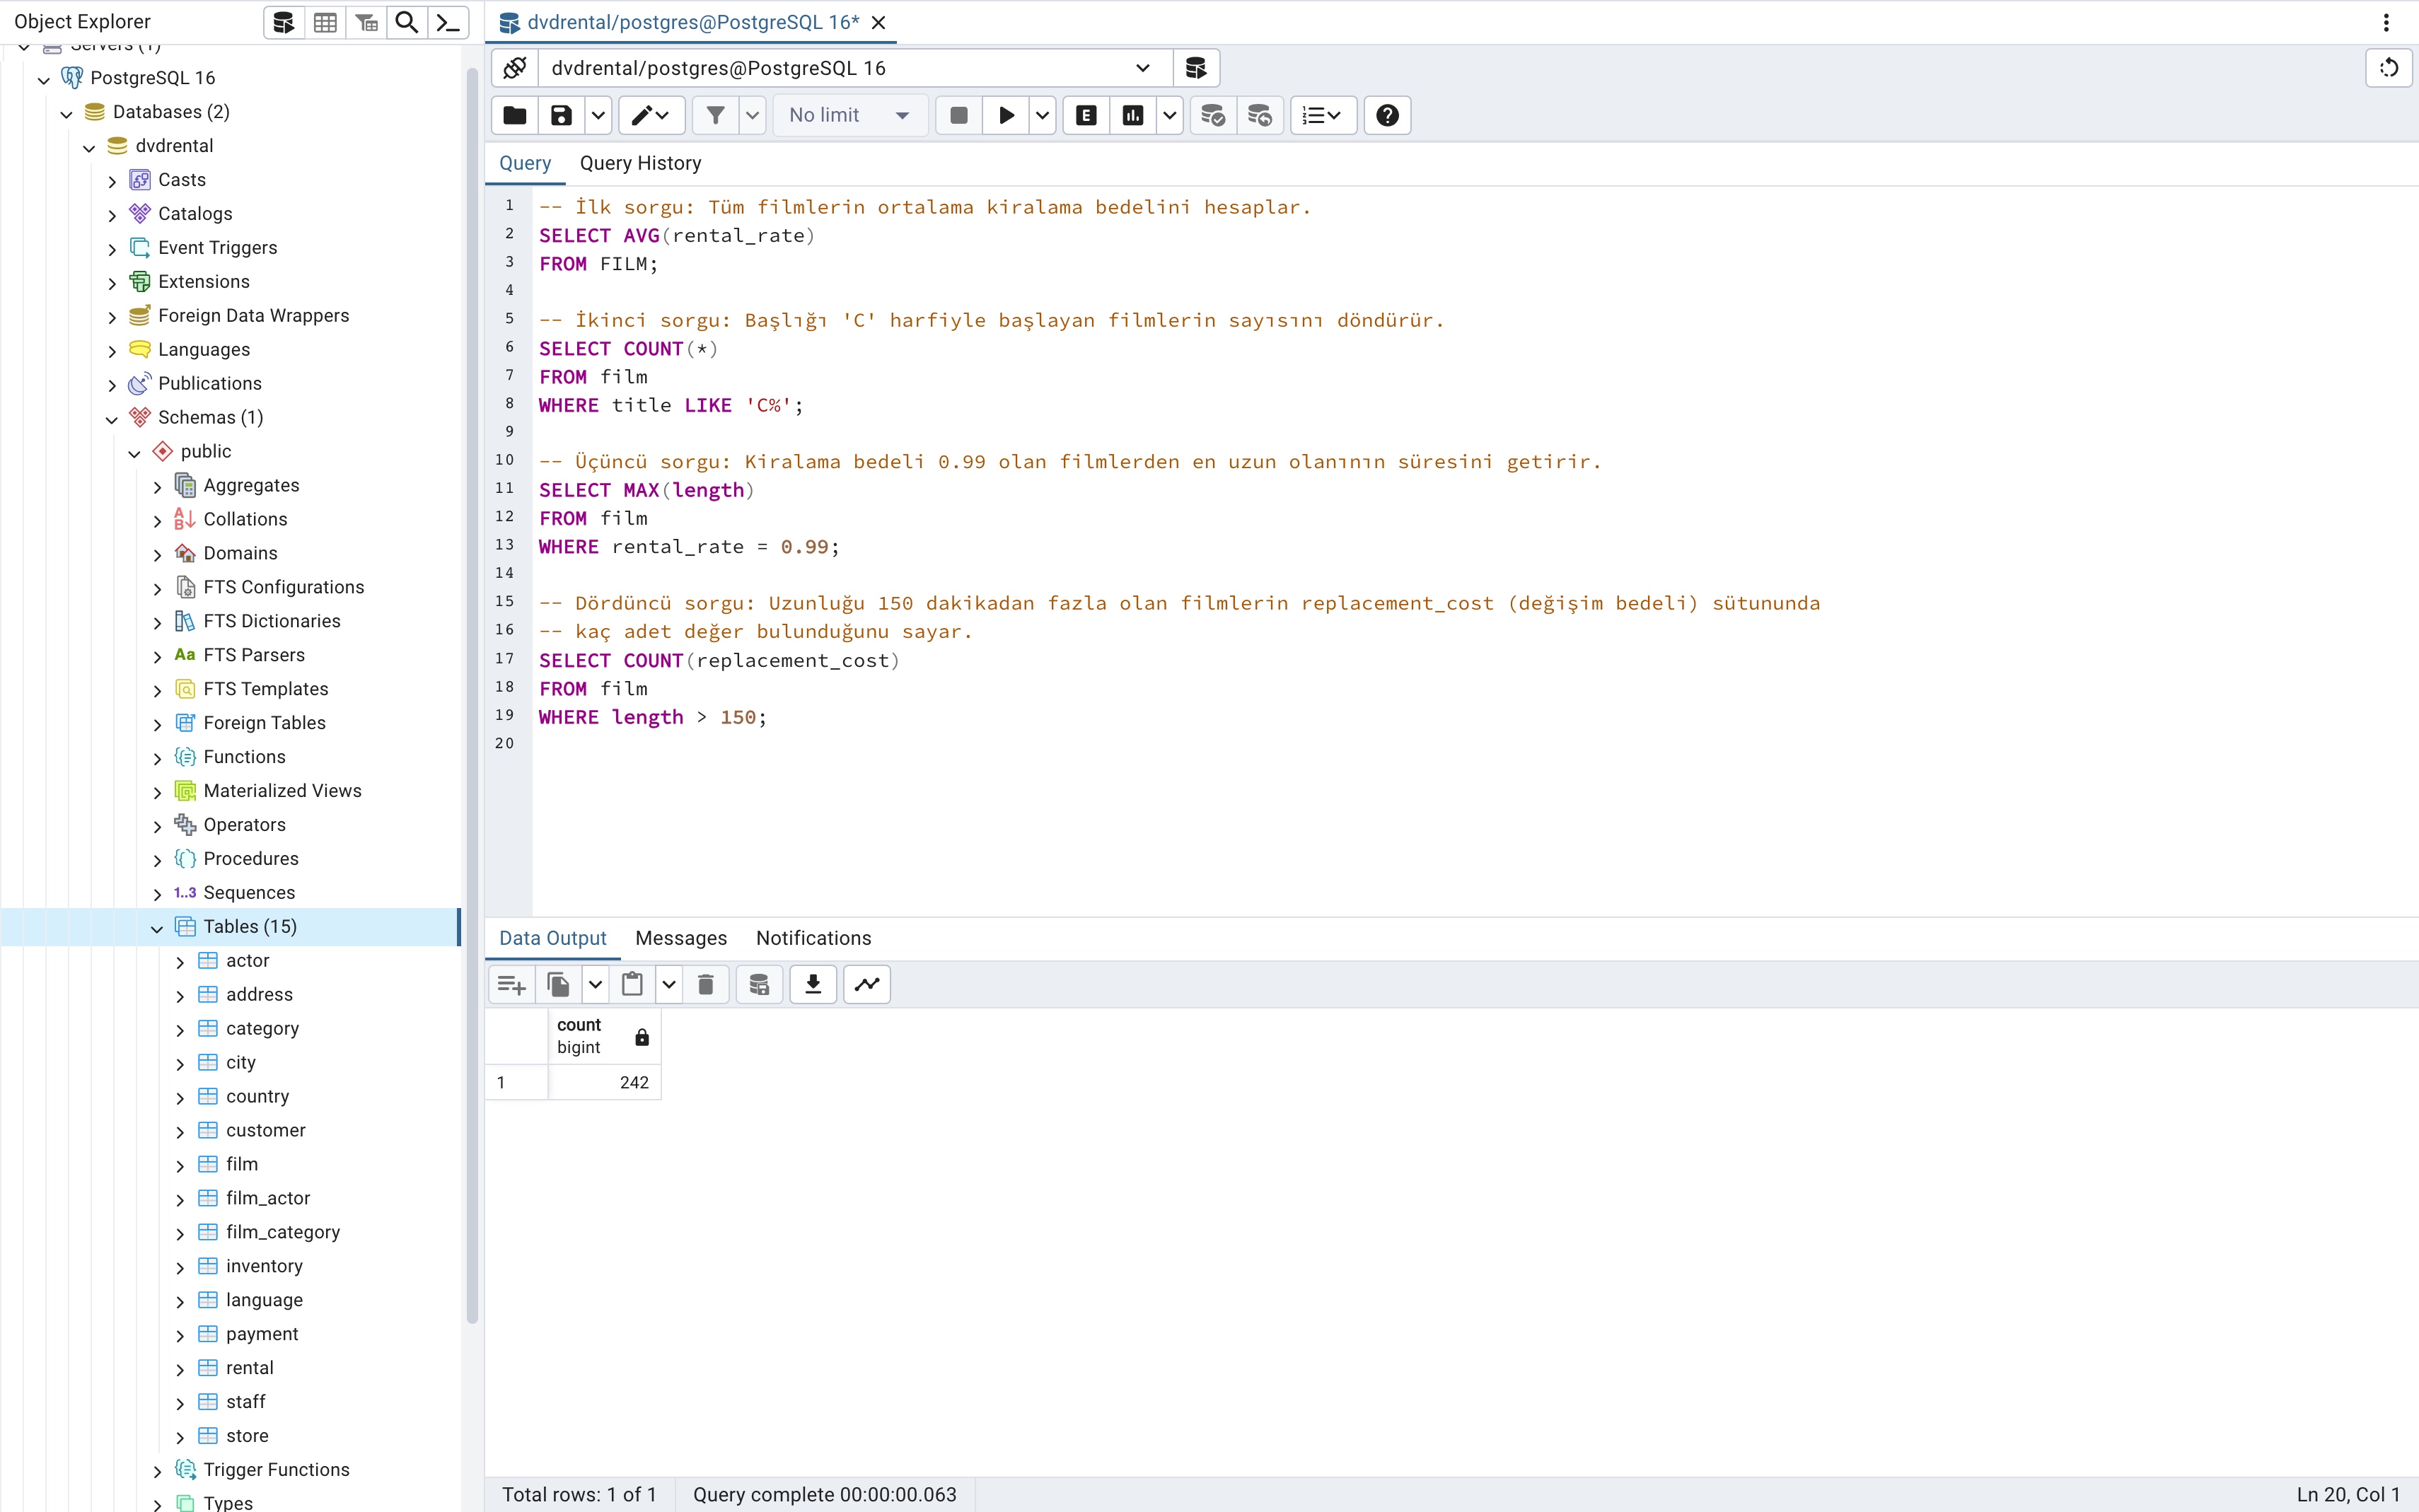 Object Explorer
Servers (1)
PostgreSQL 16
Databases (2)
dvdrental
Casts
Catalogs
Event Triggers
Extensions
Foreign Data Wrappers
Languages
Publications
Schemas (1)
public
Aggregates
Collations
Domains
FTS Configurations
FTS Dictionaries
Aa FTS Parsers
FTS Templates
Foreign Tables
Functions
Materialized Views
Operators
Procedures
1..3 Sequences
Tables (15)
actor
address
category
city
country
customer
film
film_actor
film_category
inventory
language
payment
rental
staff
store
Trigger Functions
Types
dvdrental/postgres@PostgreSQL 16*
dvdrental/postgres@PostgreSQL 16
No limit
E
Query Query History
1 -- İlk sorgu: Tüm filmlerin ortalama kiralama bedelini hesaplar.
2 SELECT AVG(rental_rate)
3 FROM FILM;
4
5 -- İkinci sorgu: Başlığı 'C' harfiyle başlayan filmlerin sayısını döndürür.
6 SELECT COUNT(*)
7 FROM film
8 WHERE title LIKE 'C%';
9
10 -- Üçüncü sorgu: Kiralama bedeli 0.99 olan filmlerden en uzun olanının süresini getirir.
11 SELECT MAX(length)
12 FROM film
13 WHERE rental_rate = 0.99;
14
15 -- Dördüncü sorgu: Uzunluğu 150 dakikadan fazla olan filmlerin replacement_cost (değişim bedeli) sütununda
16 -- kaç adet değer bulunduğunu sayar.
17 SELECT COUNT(replacement_cost)
18 FROM film
19 WHERE length > 150;
20
Data Output Messages Notifications
count
bigint
1 242
Total rows: 1 of 1 Query complete 00:00:00.063 Ln 20, Col 1